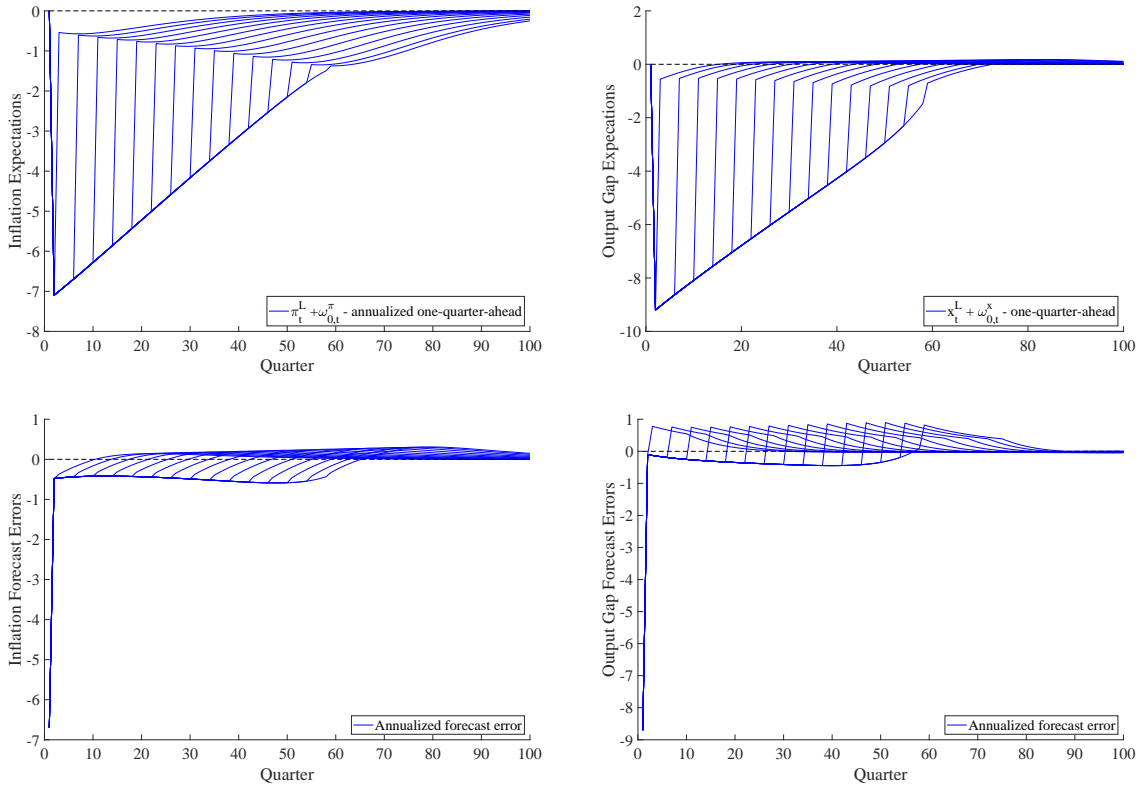 0
-1
-2
-3
-4
-5
-6
-7
-8
0 10 20 30 40 50 60 70 80 90 100
Quarter
Inflation Expectations
π_t^L +ω_{0,t}^π - annualized one-quarter-ahead
2
0
-2
-4
-6
-8
-10
0 20 40 60 80 100
Quarter
Output Gap Expecations
x_t^L + ω_{0,t}^x - one-quarter-ahead
1
0
-1
-2
-3
-4
-5
-6
-7
0 10 20 30 40 50 60 70 80 90 100
Quarter
Inflation Forecast Errors
Annualized forecast error
1
0
-1
-2
-3
-4
-5
-6
-7
-8
-9
0 10 20 30 40 50 60 70 80 90 100
Quarter
Output Gap Forecast Errors
Annualized forecast error